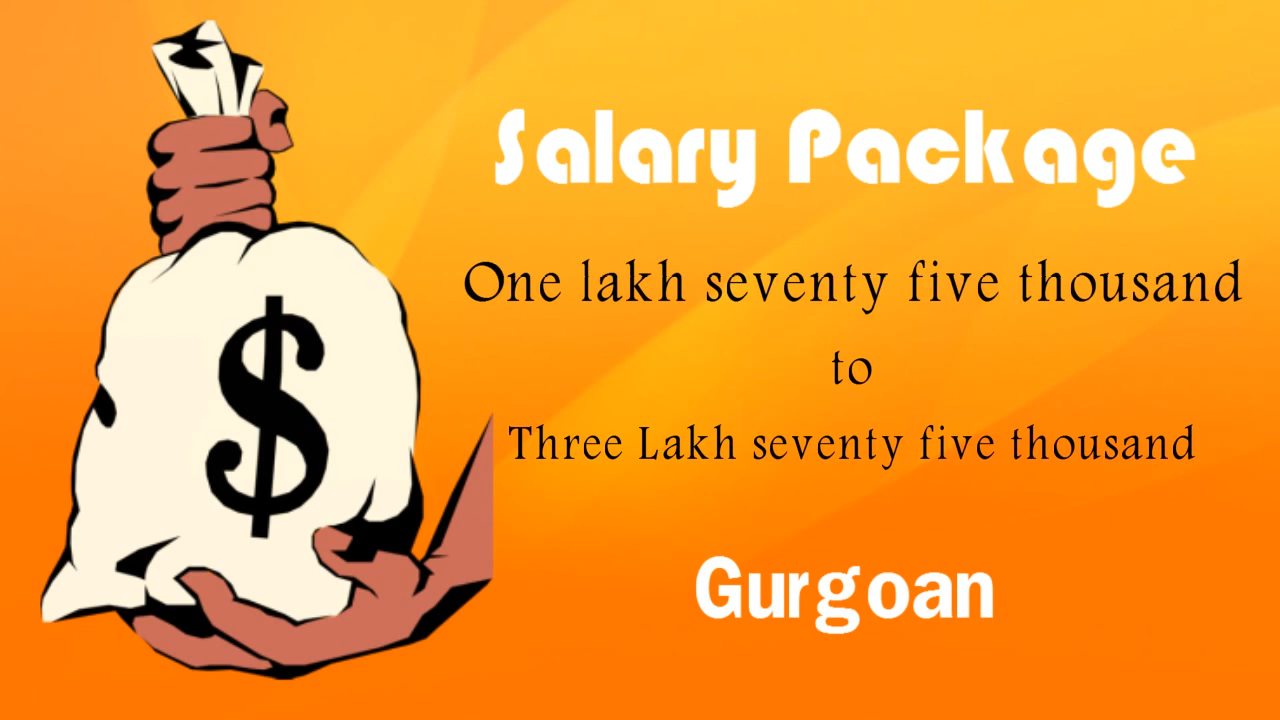 Salary Package
One lakh seventy five thousand
to
Three Lakh seventy five thousand
$
Gurgoan